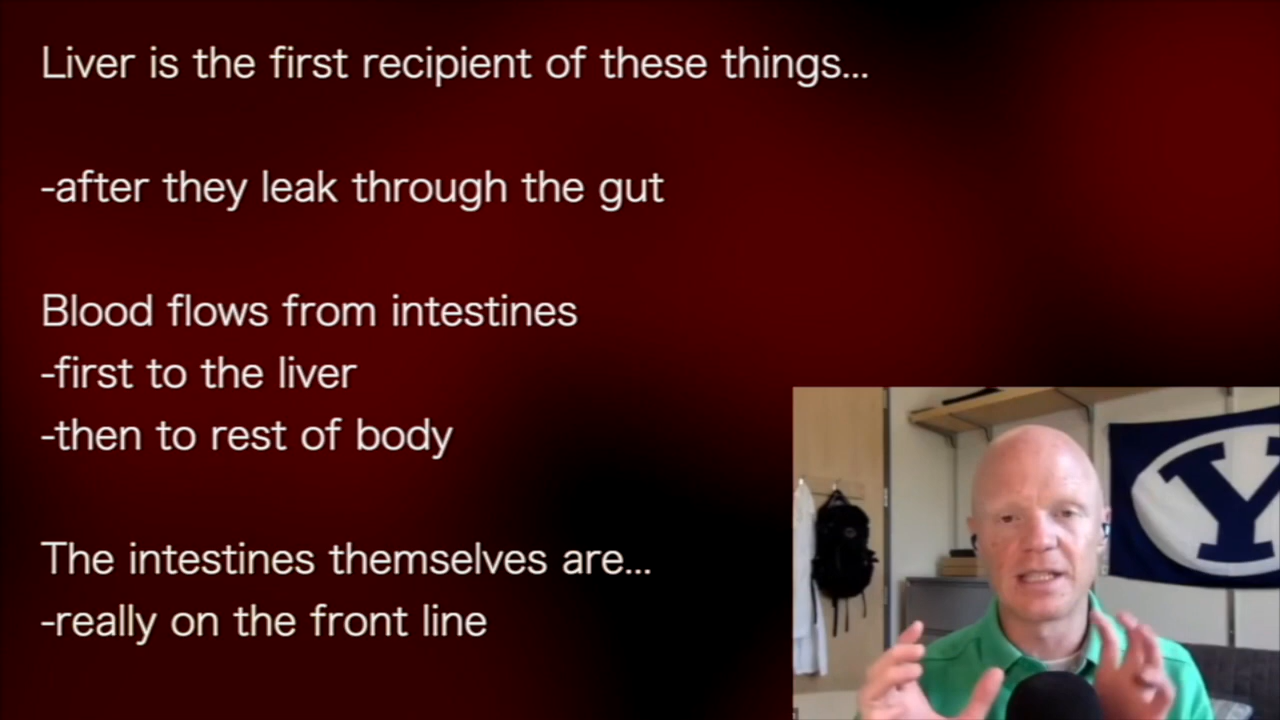 Liver is the first recipient of these things...
-after they leak through the gut
Blood flows from intestines
-first to the liver
-then to rest of body
The intestines themselves are...
-really on the front line
Y